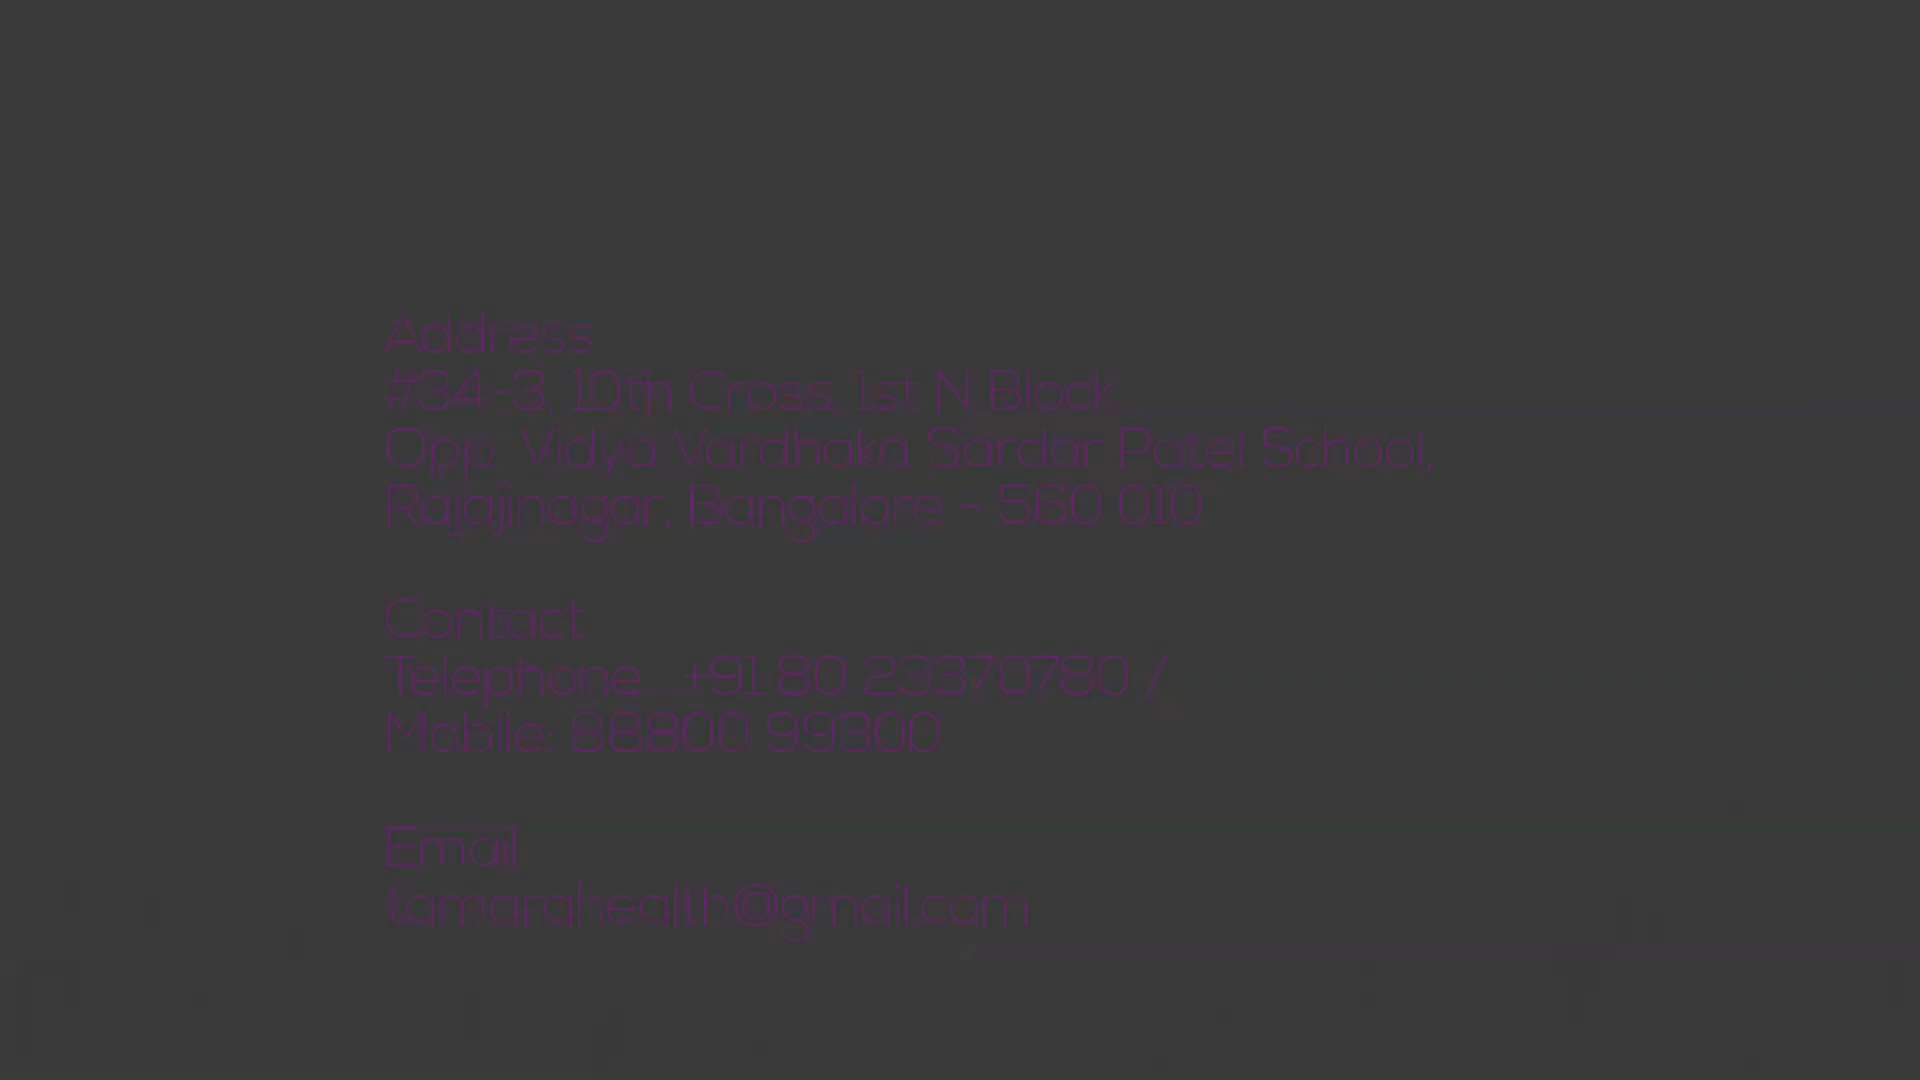 Address
#34-3, 10th Cross, 1st N Block,
Opp. Vidya Vardhaka Sardar Patel School,
Rajajinagar, Bangalore - 560 010
Contact
Telephone : +91 80 23370780 /
Mobile: 88800 99300
Email
tamarahealth@gmail.com